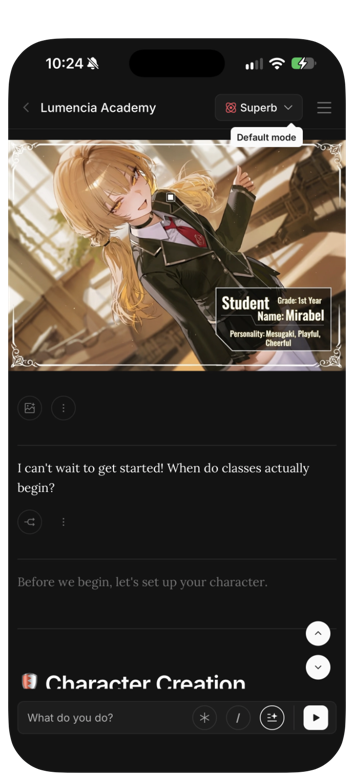 10:24
Lumencia Academy
Superb
Default mode
Student Grade: 1st Year
Name: Mirabel
Personality: Mesugaki, Playful,
Cheerful
I can't wait to get started! When do classes actually
begin?
Before we begin, let's set up your character.
Character Creation
What do you do?
/